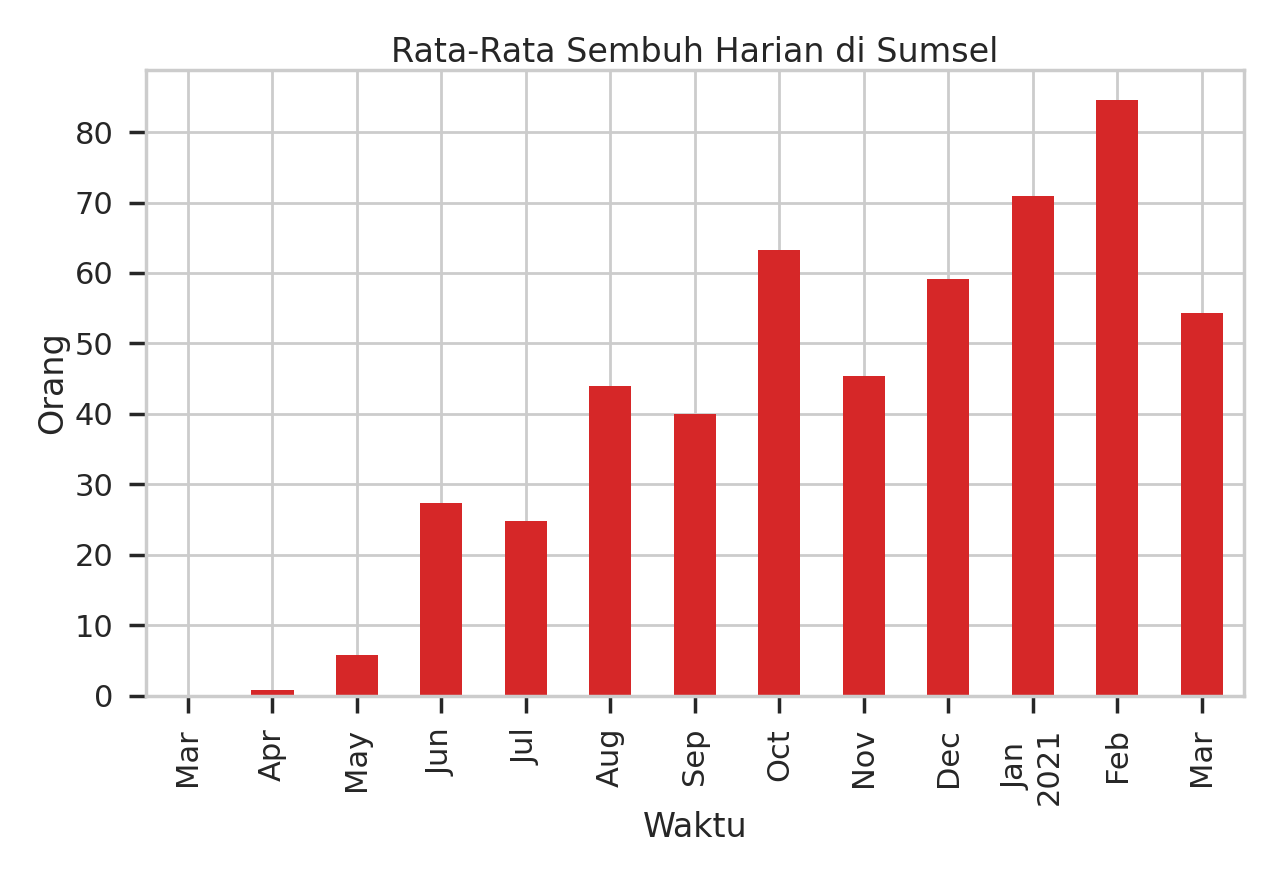 Rata-Rata Sembuh Harian di Sumsel
Orang
80
70
60
50
40
30
20
10
0
Mar
Apr
May
Jun
Jul
Aug
Sep
Oct
Nov
Dec
Jan
2021
Feb
Mar
Waktu